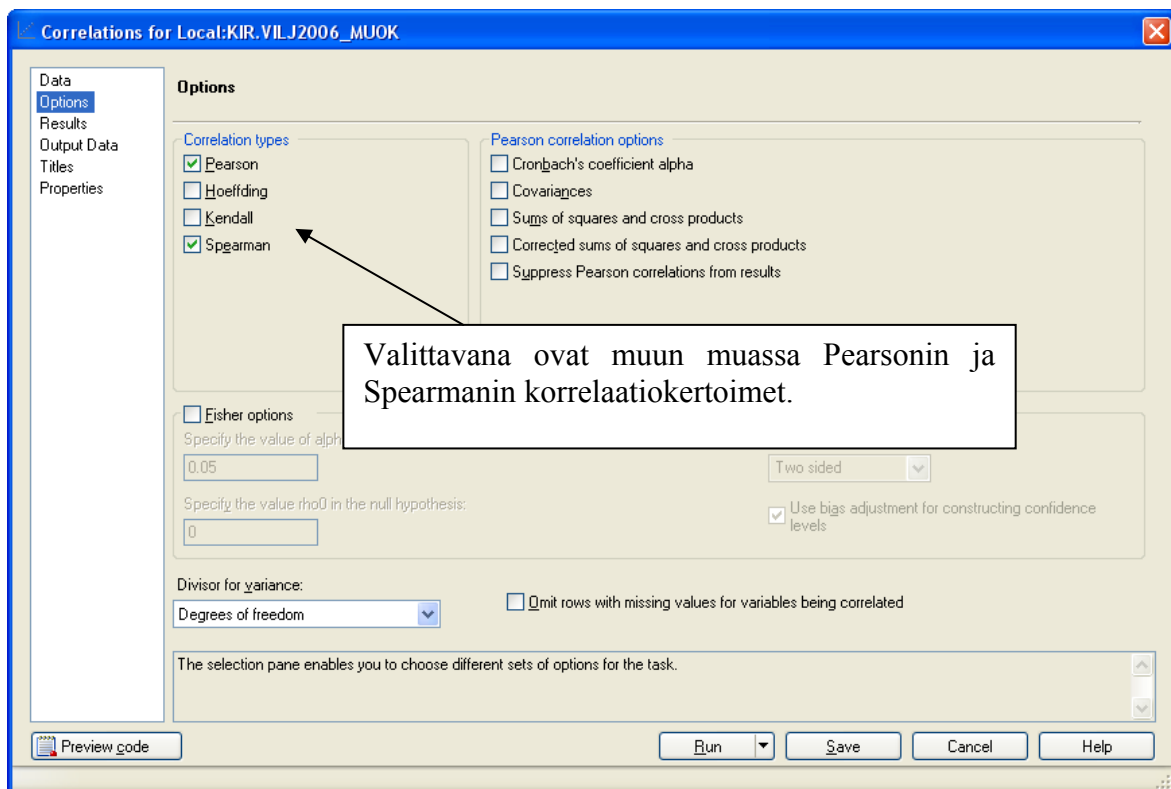 Correlations for Local:KIR.VILJ2006_MUOK
Data
Options
Results
Output Data
Titles
Properties
Options
Correlation types
Pearson
Hoeffding
Kendall
Spearman
Pearson correlation options
Cronbach's coefficient alpha
Covariances
Sums of squares and cross products
Corrected sums of squares and cross products
Suppress Pearson correlations from results
Valittavana ovat muun muassa Pearsonin ja
Spearmanin korrelaatiokertoimet.
Fisher options
Specify the value of alph
0.05
Two sided
Specify the value rho0 in the null hypothesis:
0
Use bias adjustment for constructing confidence
levels
Divisor for variance:
Degrees of freedom
Omit rows with missing values for variables being correlated
The selection pane enables you to choose different sets of options for the task.
Preview code
Run
Save
Cancel
Help